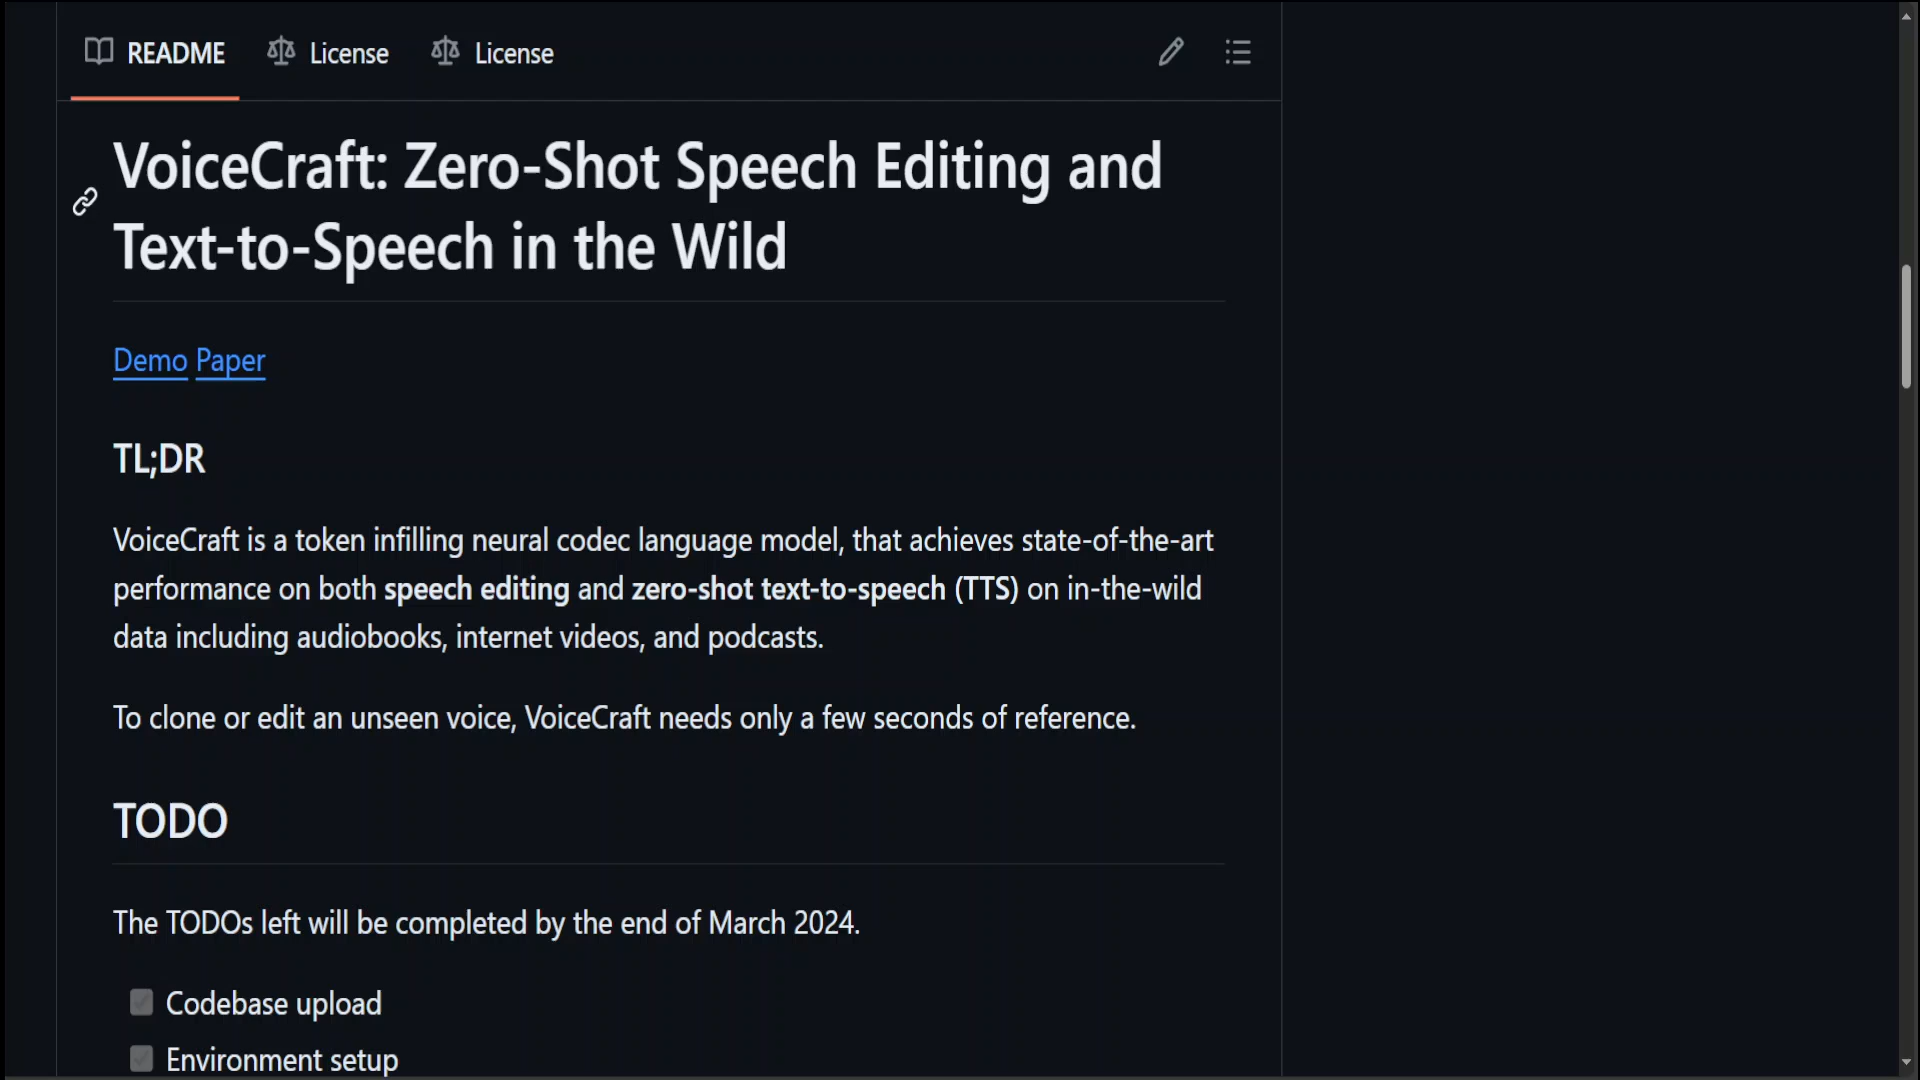 README License License
VoiceCraft: Zero-Shot Speech Editing and
Text-to-Speech in the Wild
Demo Paper
TL;DR
VoiceCraft is a token infilling neural codec language model, that achieves state-of-the-art
performance on both speech editing and zero-shot text-to-speech (TTS) on in-the-wild
data including audiobooks, internet videos, and podcasts.
To clone or edit an unseen voice, VoiceCraft needs only a few seconds of reference.
TODO
The TODOs left will be completed by the end of March 2024.
Codebase upload
Environment setup